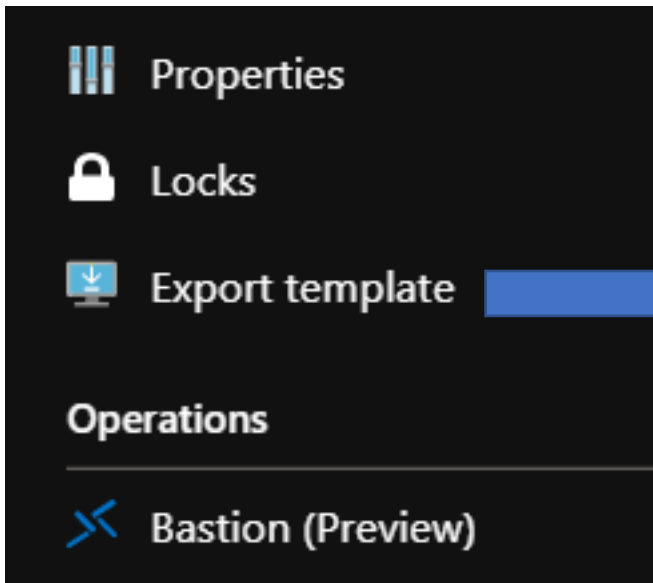 Properties
Locks
Export template
Operations
Bastion (Preview)